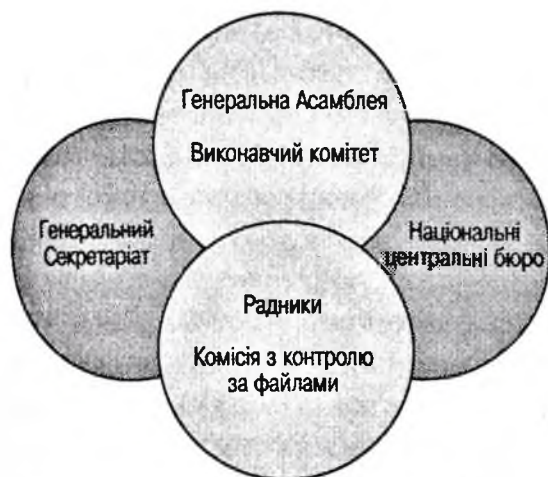 Генеральна Асамблея
Виконавчий комітет
Генеральний
Секретаріат
Національні
центральні бюро
Радники
Комісія з контролю
за файлами